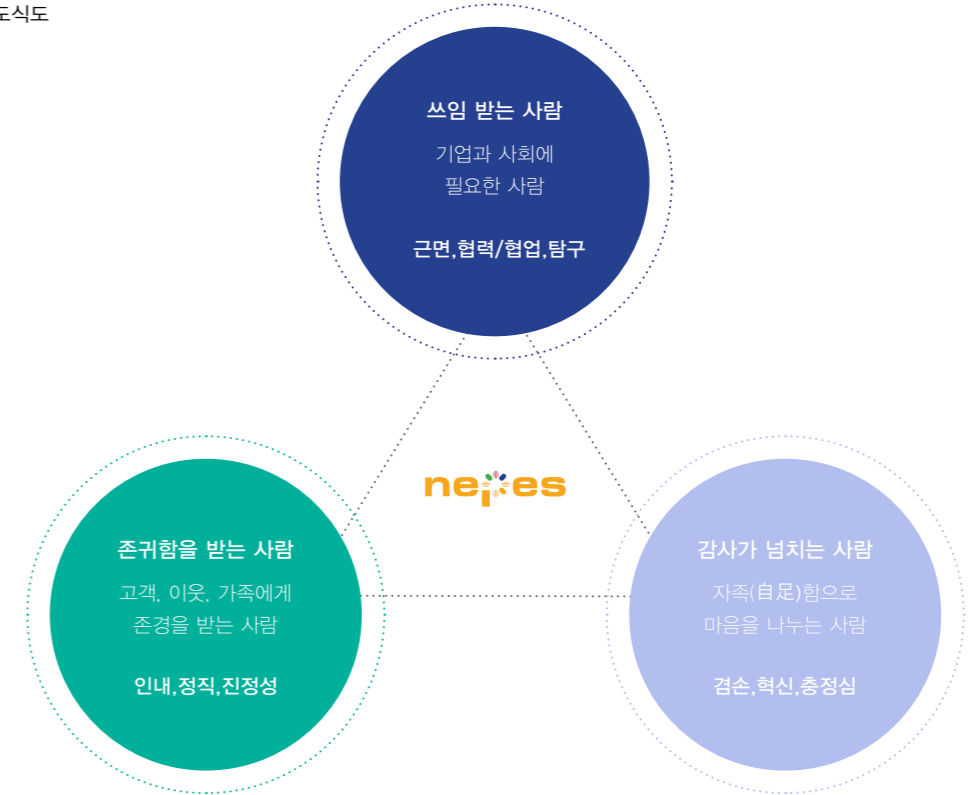 도식도
쓰임 받는 사람
기업과 사회에
필요한 사람
근면,협력/협업,탐구
nepes
존귀함을 받는 사람
고객, 이웃, 가족에게
존경을 받는 사람
인내,정직,진정성
감사가 넘치는 사람
자족(自足)함으로
마음을 나누는 사람
겸손,혁신,충정심